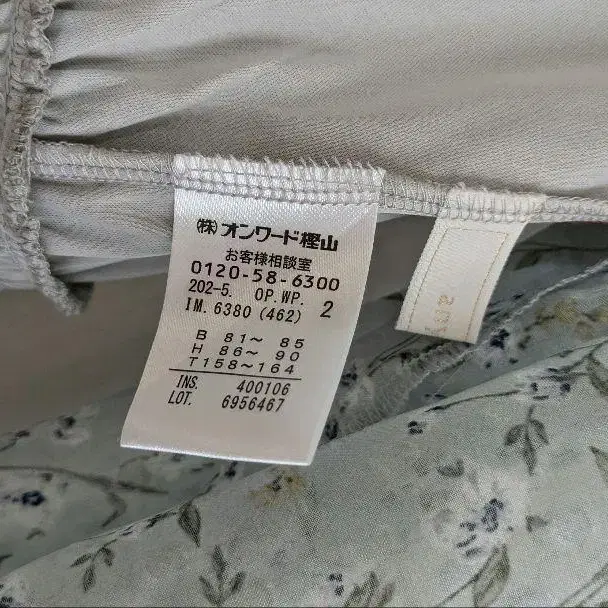 ㈱オンワード樫山
お客様相談室
0120-58-6300
202-5. OP.WP. 2
IM. 6380 (462)
B 81〜 85
H 86〜 90
T158〜164
INS. 400106
LOT. 6956467